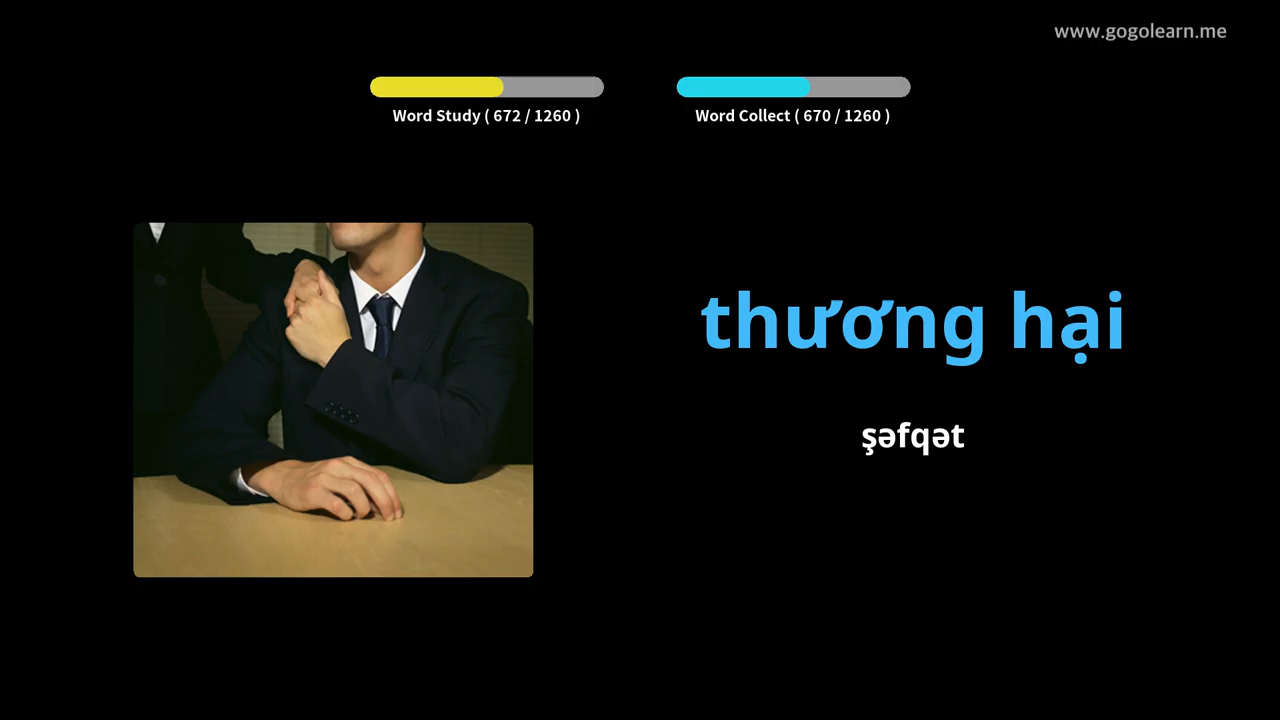 www.gogolearn.me
Word Study ( 672 / 1260 )
Word Collect ( 670 / 1260 )
thương hại
şəfqət